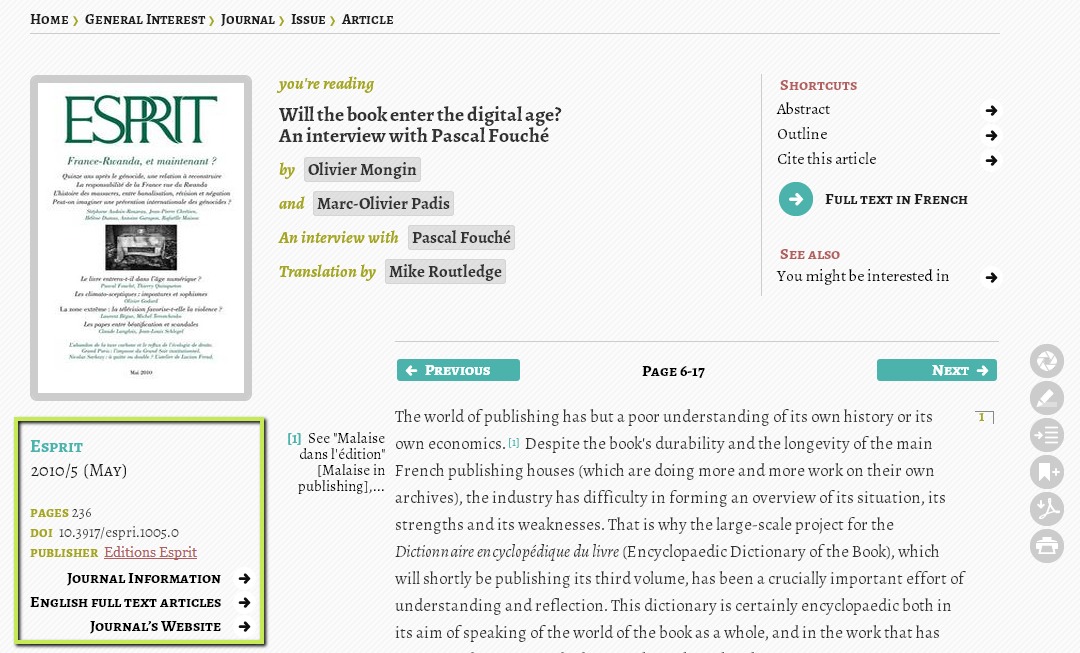 Home ❯ General Interest ❯ Journal ❯ Issue ❯ Article
ESPRIT
France-Rwanda, et maintenant ?
Quinze ans après le génocide, une relation à reconstruire
La responsabilité de la France vue du Rwanda
L'histoire des massacres, entre banalisation, révision et négation
Peut-on imaginer une prévention internationale des génocides ?
Stéphane Audoin-Rouzeau, Jean-Pierre Chrétien,
Hélène Dumas, Antoine Garapon, Rafaëlle Maison
Le livre entrera-t-il dans l'âge numérique ?
Pascal Fouché, Thierry Quinqueton
Les climato-sceptiques : impostures et sophismes
Olivier Godard
La zone extrême : la télévision favorise-t-elle la violence ?
Laurent Bègue, Michel Terestchenko
Les papes entre béatification et scandales
Claude Langlois, Jean-Louis Schlegel
L'abandon de la taxe carbone et le reflux de l'écologie de droite.
Grand Paris : l'impasse du Grand Soir institutionnel.
Nicolas Sarkozy : à quitte ou double ? L'atelier de Lucian Freud.
Mai 2010
you're reading
Will the book enter the digital age?
An interview with Pascal Fouché
by Olivier Mongin
and Marc-Olivier Padis
An interview with Pascal Fouché
Translation by Mike Routledge
Shortcuts
Abstract
Outline
Cite this article
Full text in French
See also
You might be interested in
Previous
Page 6-17
Next
Esprit
2010/5 (May)
pages 236
DOI 10.3917/espri.1005.0
publisher Editions Esprit
Journal Information
English full text articles
Journal's Website
[1] See "Malaise
dans l'édition"
[Malaise in
publishing],...
The world of publishing has but a poor understanding of its own history or its
1
own economics.[1] Despite the book's durability and the longevity of the main
French publishing houses (which are doing more and more work on their own
archives), the industry has difficulty in forming an overview of its situation, its
strengths and its weaknesses. That is why the large-scale project for the
Dictionnaire encyclopédique du livre (Encyclopaedic Dictionary of the Book), which
will shortly be publishing its third volume, has been a crucially important effort of
understanding and reflection. This dictionary is certainly encyclopaedic both in
its aim of speaking of the world of the book as a whole, and in the work that has